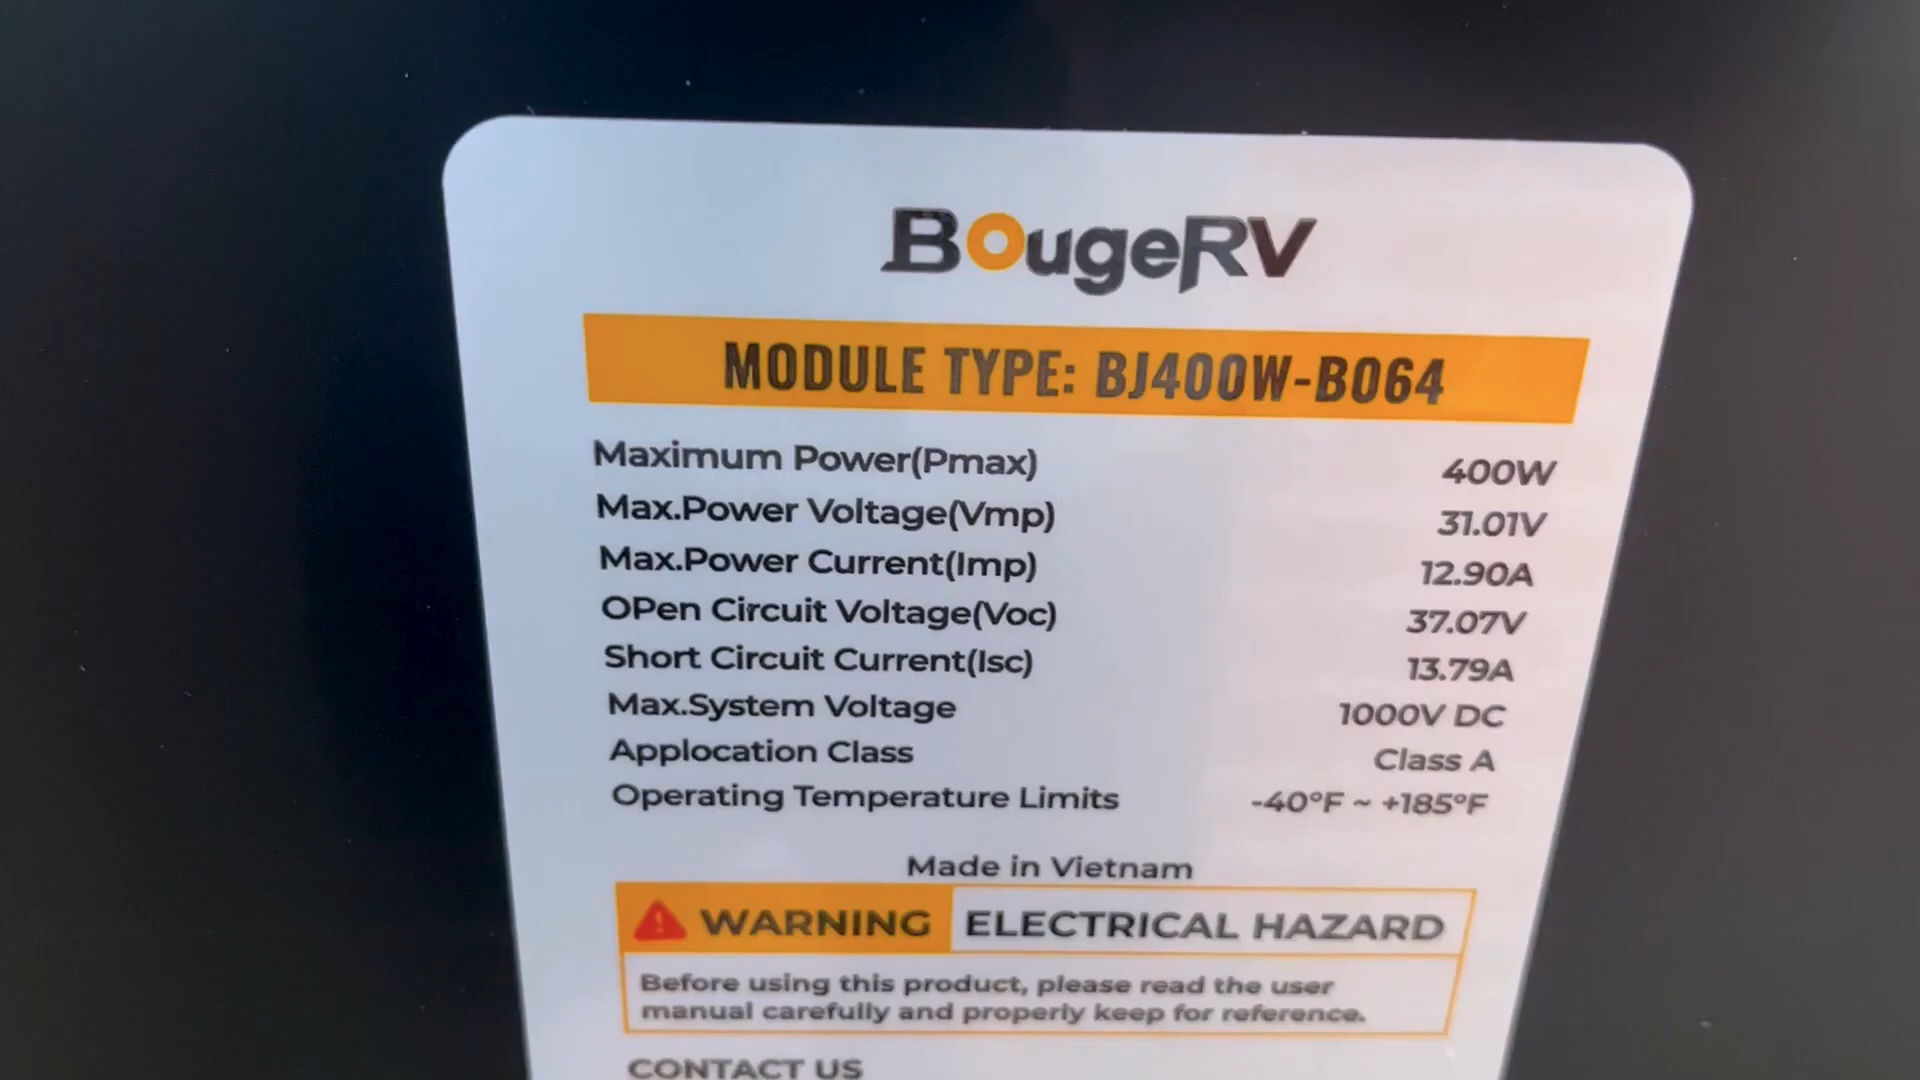 BougeRV
MODULE TYPE: BJ400W-B064
Maximum Power(Pmax) 400W
Max.Power Voltage(Vmp) 31.01V
Max.Power Current(Imp) 12.90A
OPen Circuit Voltage(Voc) 37.07V
Short Circuit Current(Isc) 13.79A
Max.System Voltage 1000V DC
Applocation Class Class A
Operating Temperature Limits -40°F ~ +185°F
Made in Vietnam
WARNING ELECTRICAL HAZARD
Before using this product, please read the user
manual carefully and properly keep for reference.
CONTACT US